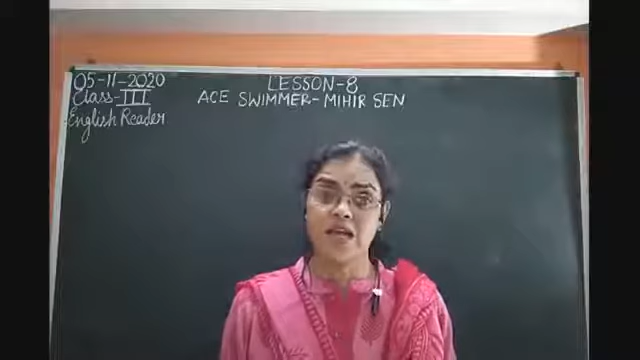 05-11-2020
Class-III
English Reader
LESSON-8
ACE SWIMMER-MIHIR SEN